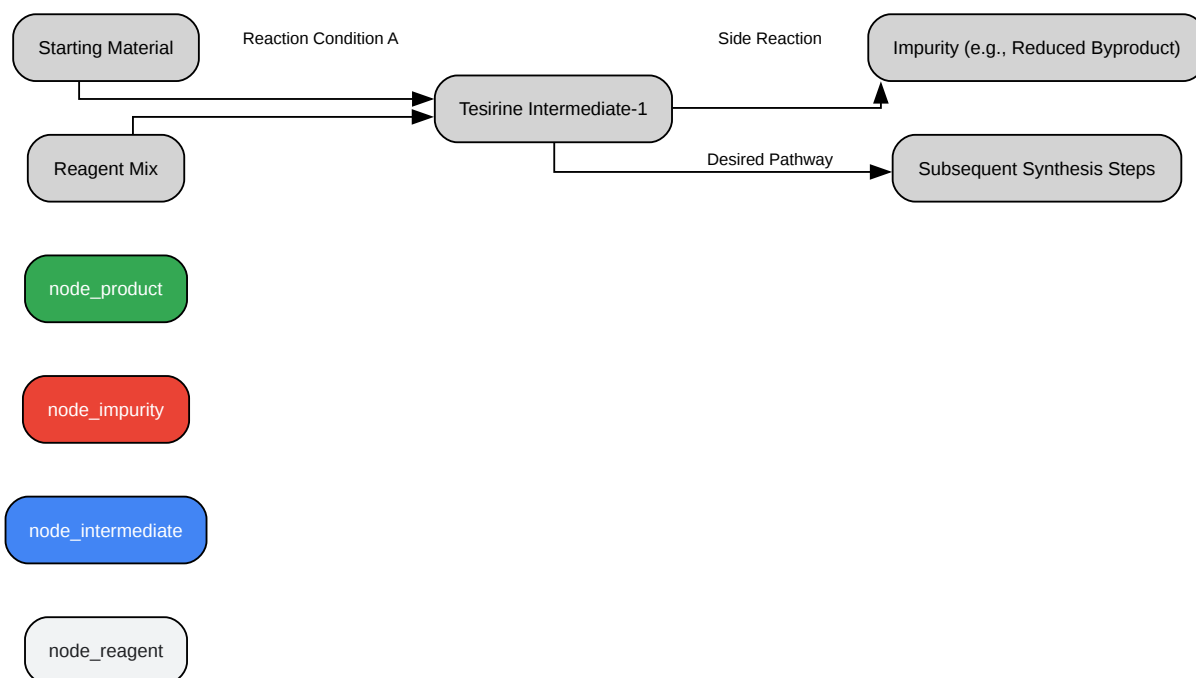 Starting Material
Reaction Condition A
Side Reaction
Impurity (e.g., Reduced Byproduct)
Tesirine Intermediate-1
Reagent Mix
Desired Pathway
Subsequent Synthesis Steps
node_product
node_impurity
node_intermediate
node_reagent